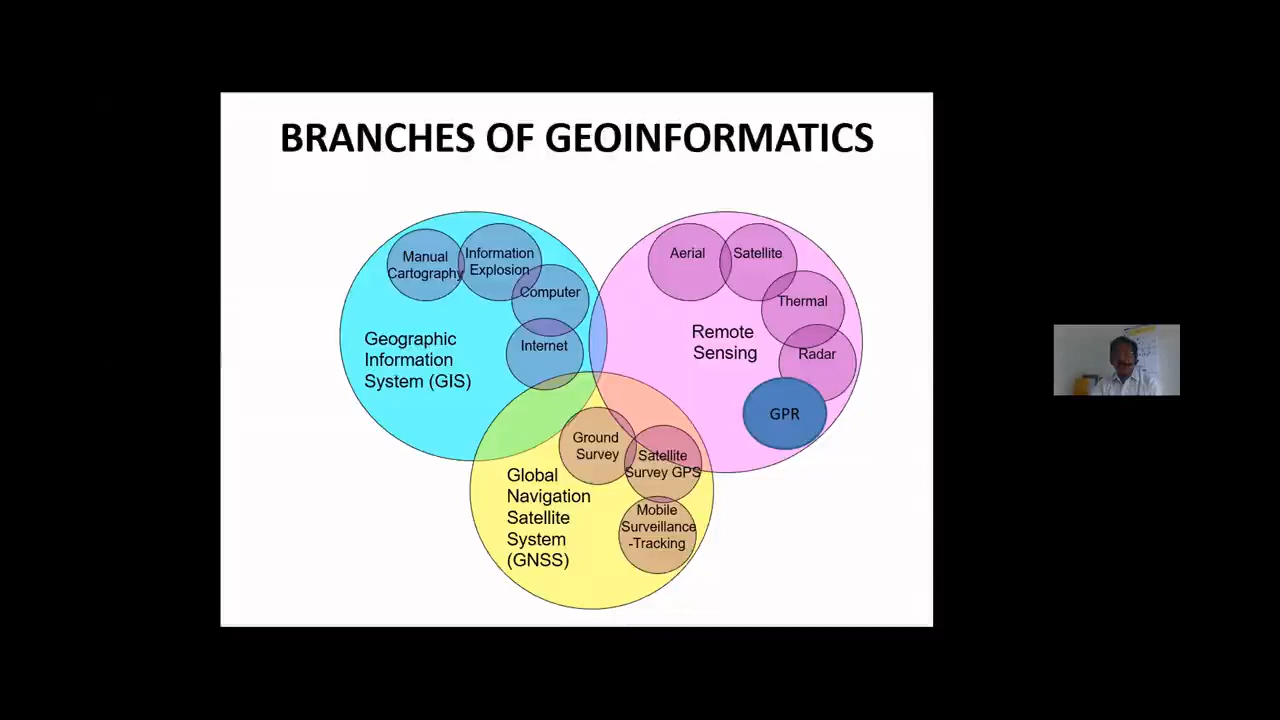 BRANCHES OF GEOINFORMATICS
Manual
Cartography
Information
Explosion
Computer
Internet
Geographic
Information
System (GIS)
Aerial
Satellite
Thermal
Radar
GPR
Remote
Sensing
Ground
Survey
Satellite
Survey GPS
Mobile
Surveillance
-Tracking
Global
Navigation
Satellite
System
(GNSS)